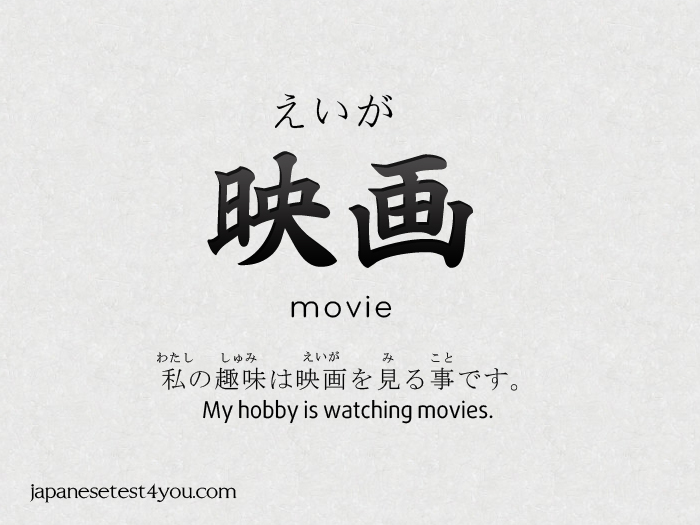 えいが
映画
movie
わたし しゅみ えいが み こと
私の趣味は映画を見る事です。
My hobby is watching movies.
japanesetest4you.com